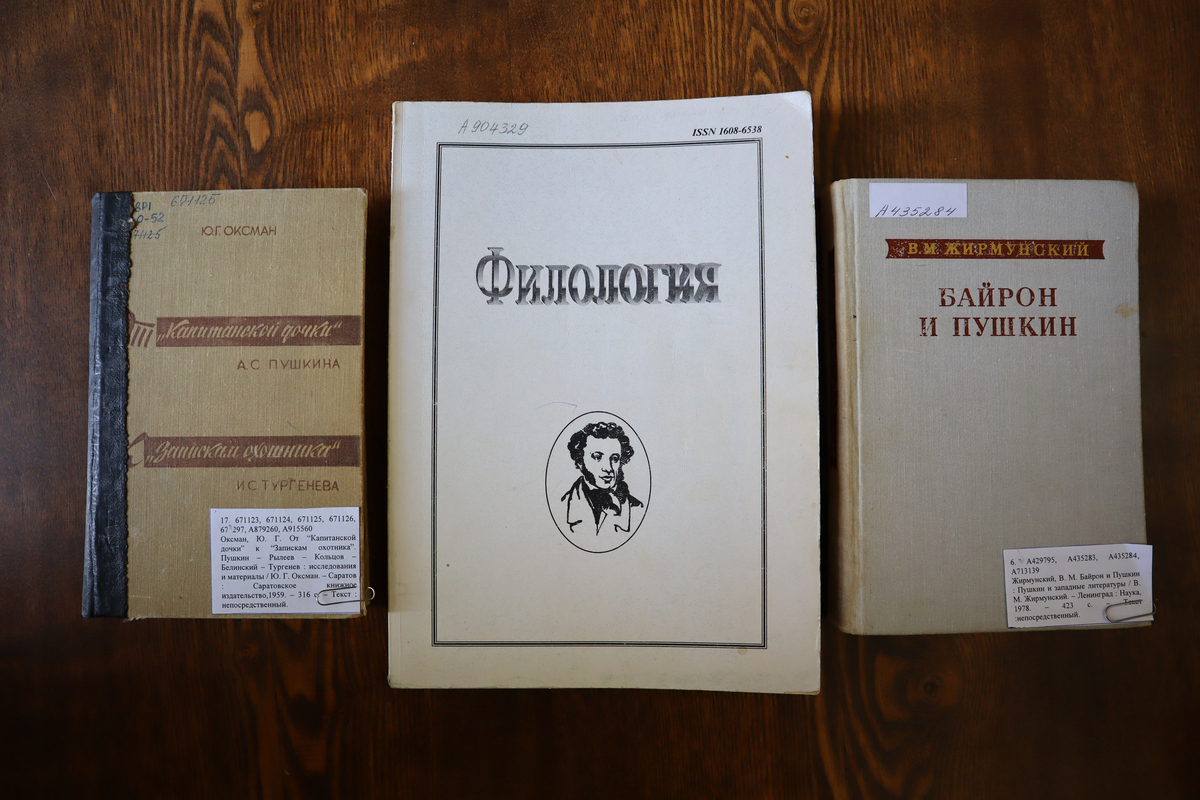 671125
8Р1
О-52
71125
Ю.Г. ОКСМАН
„Капитанской дочки“
А.С. ПУШКИНА
„Запискам охотника“
И.С. ТУРГЕНЕВА
17. 671123, 671124, 671125, 671126,
297, А879260, А915560
Оксман, Ю. Г. От “Капитанской
дочки” к “Запискам охотника”.
Пушкин – Рылеев – Кольцов –
Белинский – Тургенев : исследования
и материалы / Ю. Г. Оксман. – Саратов
: Саратовское книжное
издательство,1959. – 316 с. – Текст :
непосредственный.
А904329
ISSN 1608-6538
Филология
А435284
В.М. ЖИРМУНСКИЙ
БАЙРОН
И ПУШКИН
6. А429795, А435283, А435284,
А713139
Жирмунский, В. М. Байрон и Пушкин
: Пушкин и западные литературы / В.
М. Жирмунский. – Ленинград : Наука,
1978. – 423 с. – Текст
:непосредственный.